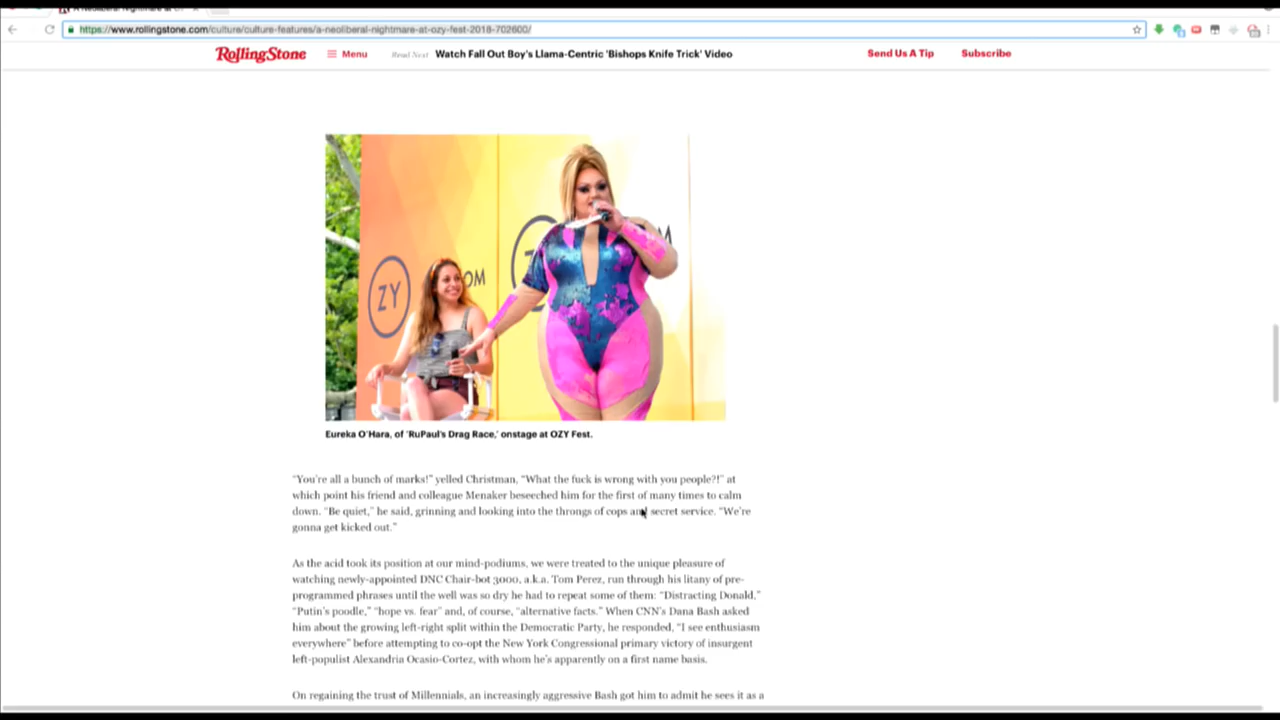 https://www.rollingstone.com/culture/culture-features/a-neoliberal-nightmare-at-ozy-fest-2018-702600/
RollingStone
Menu
Read Next
Watch Fall Out Boy's Llama-Centric 'Bishops Knife Trick' Video
Send Us A Tip
Subscribe
ZY
OM
Z
M
Eureka O'Hara, of 'RuPaul's Drag Race,' onstage at OZY Fest.
"You're all a bunch of marks!" yelled Christman, "What the fuck is wrong with you people?!" at
which point his friend and colleague Menaker beseeched him for the first of many times to calm
down. "Be quiet," he said, grinning and looking into the throngs of cops and secret service. "We're
gonna get kicked out."
As the acid took its position at our mind-podiums, we were treated to the unique pleasure of
watching newly-appointed DNC Chair-bot 3000, a.k.a. Tom Perez, run through his litany of pre-
programmed phrases until the well was so dry he had to repeat some of them: "Distracting Donald,"
"Putin's poodle," "hope vs. fear" and, of course, "alternative facts." When CNN's Dana Bash asked
him about the growing left-right split within the Democratic Party, he responded, "I see enthusiasm
everywhere" before attempting to co-opt the New York Congressional primary victory of insurgent
left-populist Alexandria Ocasio-Cortez, with whom he's apparently on a first name basis.
On regaining the trust of Millennials, an increasingly aggressive Bash got him to admit he sees it as a